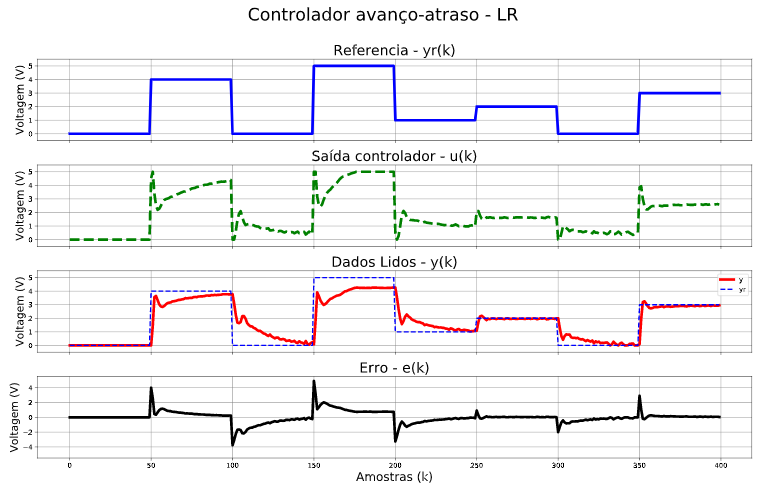 Controlador avanço-atraso - LR
Referencia - yr(k)
Voltagem (V)
5
4
3
2
1
0
Saída controlador - u(k)
Voltagem (V)
5
4
3
2
1
0
Dados Lidos - y(k)
Voltagem (V)
5
4
3
2
1
0
y
yr
Erro - e(k)
Voltagem (V)
4
2
0
−2
−4
0 50 100 150 200 250 300 350 400
Amostras (k)